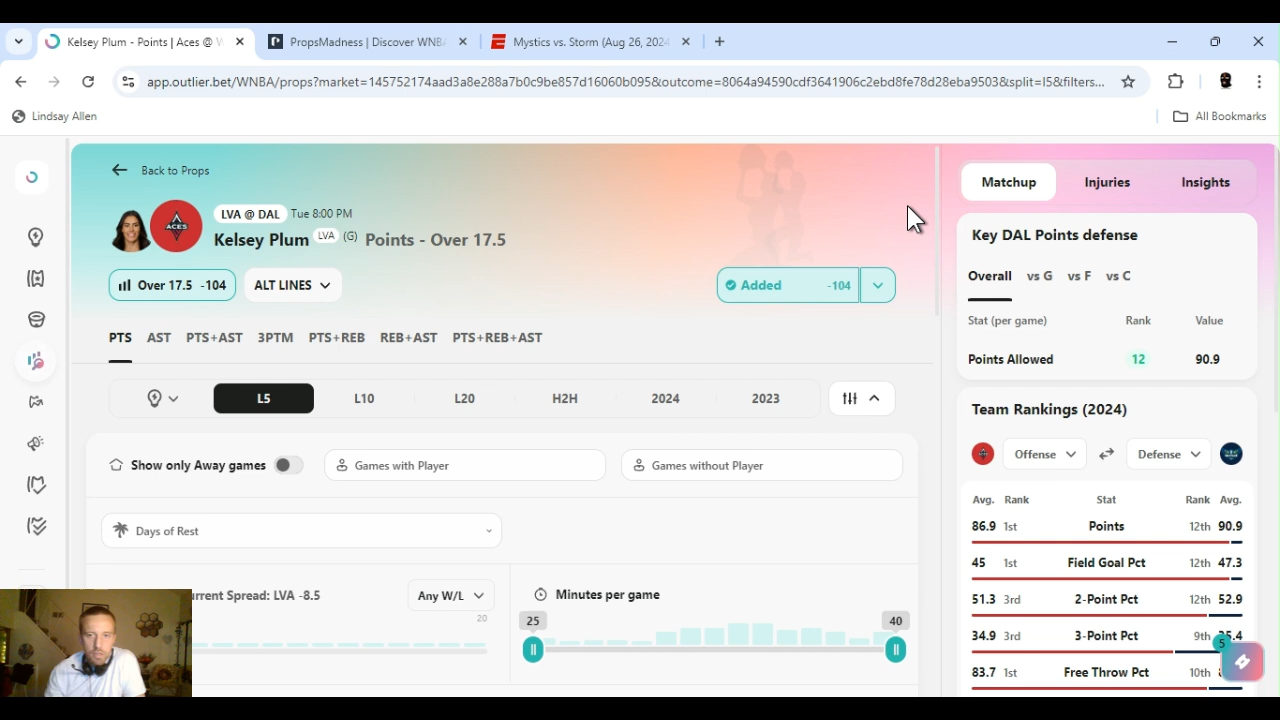 Kelsey Plum - Points | Aces @ W
PropsMadness | Discover WNB
Mystics vs. Storm (Aug 26, 2024
app.outlier.bet/WNBA/props?market=145752174aad3a8e288a7b0c9be857d16060b095&outcome=8064a94590cdf3641906c2ebd8fe78d28eba9503&split=l5&filters...
Lindsay Allen
All Bookmarks
Back to Props
LVA @ DAL Tue 8:00 PM
ACES
Kelsey Plum LVA (G) Points - Over 17.5
Over 17.5 -104
ALT LINES
Added -104
PTS AST PTS+AST 3PTM PTS+REB REB+AST PTS+REB+AST
L5 L10 L20 H2H 2024 2023
Show only Away games
Games with Player
Games without Player
Days of Rest
rrent Spread: LVA -8.5
Any W/L
20
Minutes per game
25 40
Matchup Injuries Insights
Key DAL Points defense
Overall vs G vs F vs C
Stat (per game) Rank Value
Points Allowed 12 90.9
Team Rankings (2024)
Offense Defense
Avg. Rank Stat Rank Avg.
86.9 1st Points 12th 90.9
45 1st Field Goal Pct 12th 47.3
51.3 3rd 2-Point Pct 12th 52.9
34.9 3rd 3-Point Pct 9th 5.4
5
83.7 1st Free Throw Pct 10th